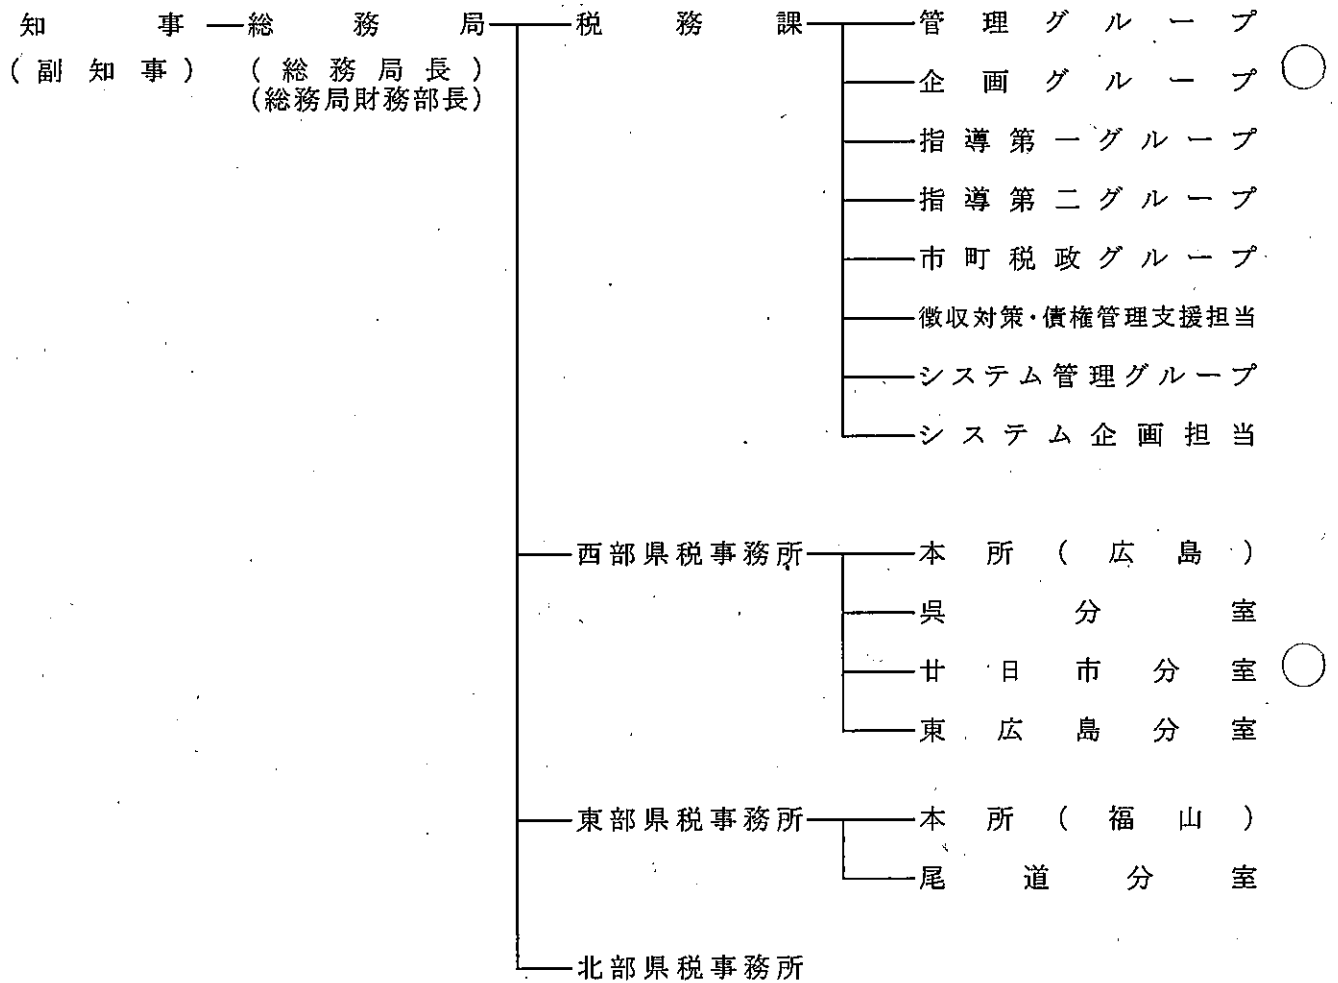 知事 総務局 税務課 管理グループ
(副知事) (総務局長) 企画グループ
(総務局財務部長)
指導第一グループ
指導第二グループ
市町税政グループ
徴収対策・債権管理支援担当
システム管理グループ
システム企画担当
西部県税事務所 本所(広島)
呉分室
廿日市分室
東広島分室
東部県税事務所 本所(福山)
尾道分室
北部県税事務所